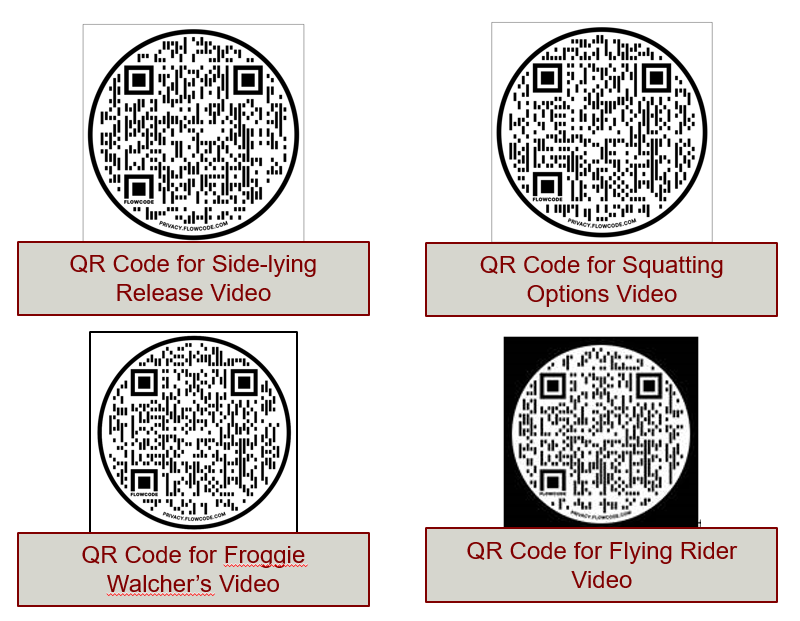 FLOWCODE
PRIVACY.FLOWCODE.COM
QR Code for Side-lying
Release Video
FLOWCODE
PRIVACY.FLOWCODE.COM
QR Code for Squatting
Options Video
FLOWCODE
PRIVACY.FLOWCODE.COM
QR Code for Froggie
Walcher's Video
FLOWCODE
PRIVACY.FLOWCODE.COM
QR Code for Flying Rider
Video